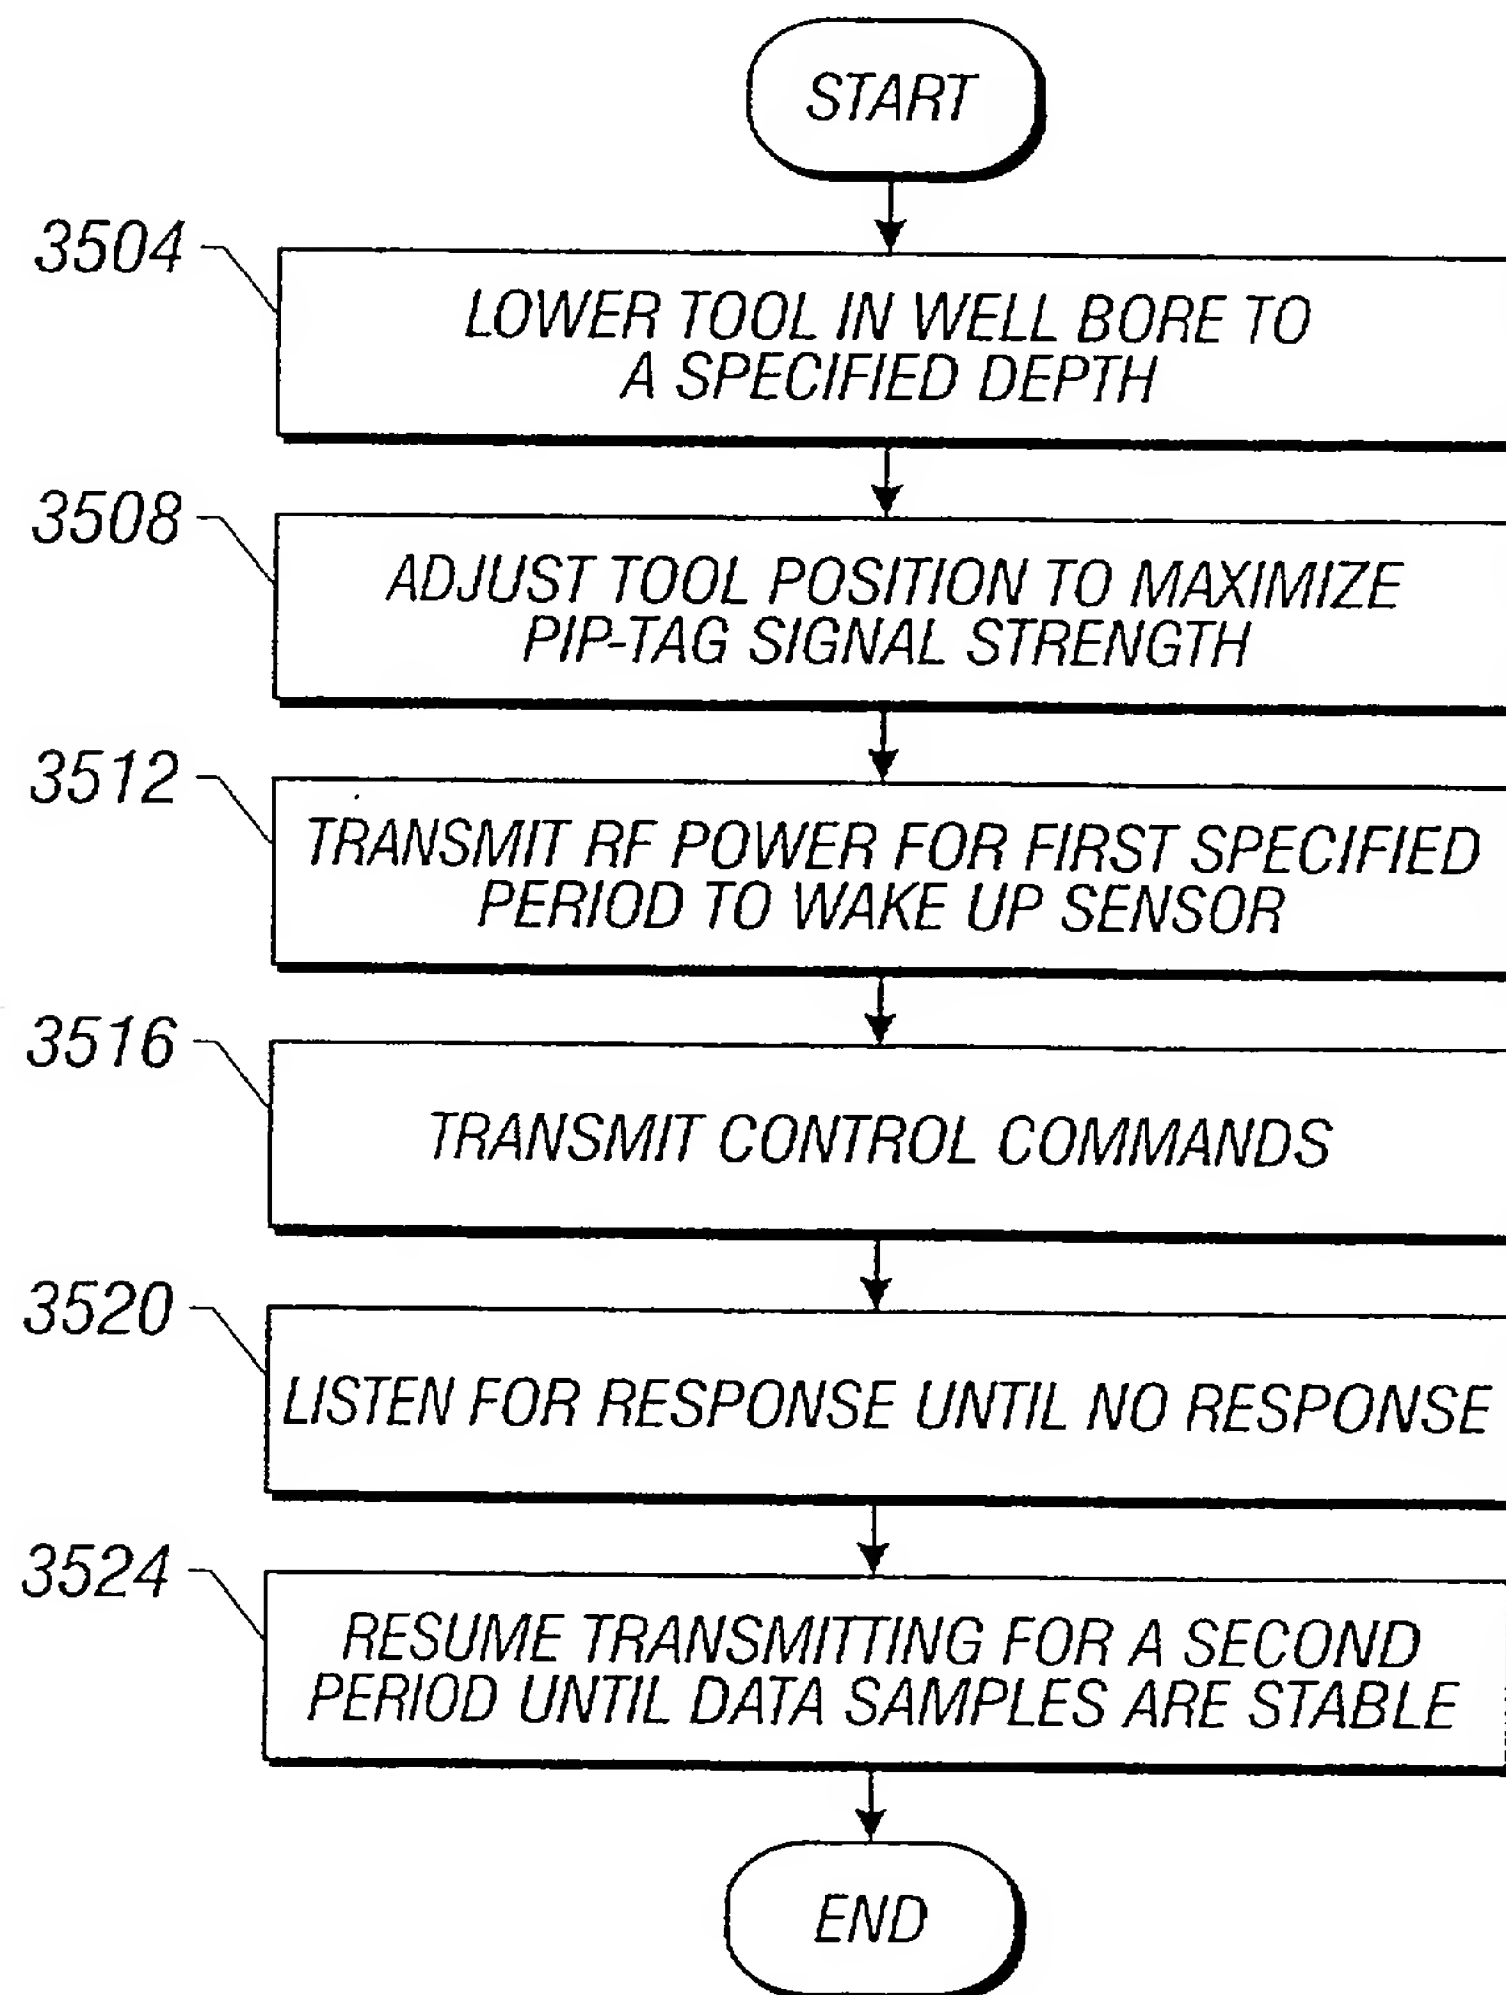 START
3504
LOWER TOOL IN WELL BORE TO
A SPECIFIED DEPTH
3508
ADJUST TOOL POSITION TO MAXIMIZE
PIP-TAG SIGNAL STRENGTH
3512
TRANSMIT RF POWER FOR FIRST SPECIFIED
PERIOD TO WAKE UP SENSOR
3516
TRANSMIT CONTROL COMMANDS
3520
LISTEN FOR RESPONSE UNTIL NO RESPONSE
3524
RESUME TRANSMITTING FOR A SECOND
PERIOD UNTIL DATA SAMPLES ARE STABLE
END